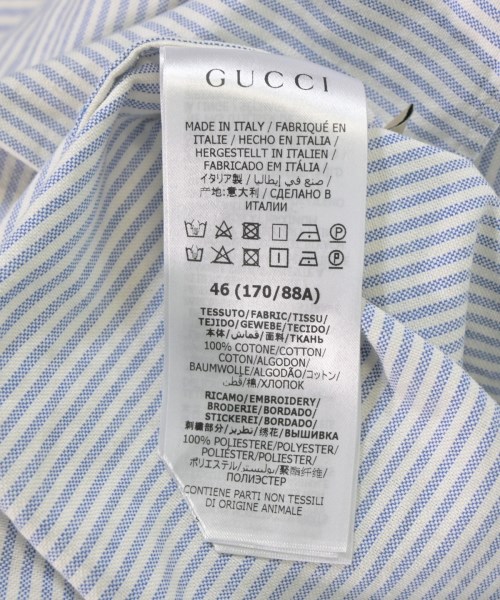 GUCCI
MADE IN ITALY / FABRIQUÉ EN
ITALIE / HECHO EN ITALIA/
HERGESTELLT IN ITALIEN /
FABRICADO EM ITÁLIA /
イタリア製 / صنع في إيطاليا /
产地:意大利 / СДЕЛАНО В
ИТАЛИИ
46 (170/88A)
TESSUTO/FABRIC/TISSU/
TEJIDO/GEWEBE/TECIDO/
本体/قماش/面料/ТКАНЬ
100% COTONE/COTTON/
COTON/ALGODON/
BAUMWOLLE/ALGODÃO/コットン/
قطن/棉/ХЛОПОК
RICAMO/EMBROIDERY/
BRODERIE/BORDADO/
STICKEREI/BORDADO/
刺繍部分/تطريز/绣花/ВЫШИВКА
100% POLIESTERE/POLYESTER/
POLIÉSTER/POLIESTER/
ポリエステル/بوليستر/聚酯纤维/
ПОЛИЭСТЕР
CONTIENE PARTI NON TESSILI
DI ORIGINE ANIMALE